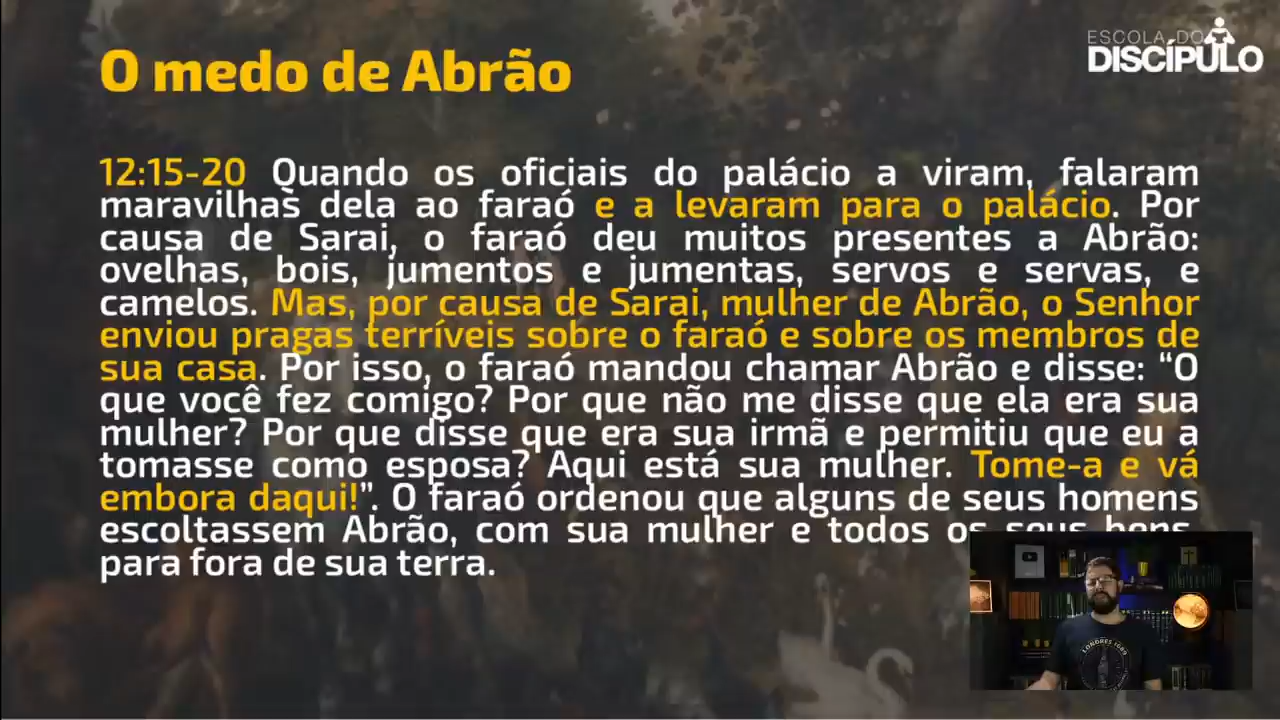 O medo de Abrão
ESCOLA DO
DISCÍPULO
12:15-20 Quando os oficiais do palácio a viram, falaram
maravilhas dela ao faraó e a levaram para o palácio. Por
causa de Sarai, o faraó deu muitos presentes a Abrão:
ovelhas, bois, jumentos e jumentas, servos e servas, e
camelos. Mas, por causa de Sarai, mulher de Abrão, o Senhor
enviou pragas terríveis sobre o faraó e sobre os membros de
sua casa. Por isso, o faraó mandou chamar Abrão e disse: “O
que você fez comigo? Por que não me disse que ela era sua
mulher? Por que disse que era sua irmã e permitiu que eu a
tomasse como esposa? Aqui está sua mulher. Tome-a e vá
embora daqui!”. O faraó ordenou que alguns de seus homens
escoltassem Abrão, com sua mulher e todos os seus bens,
para fora de sua terra.
LONDRES 1689